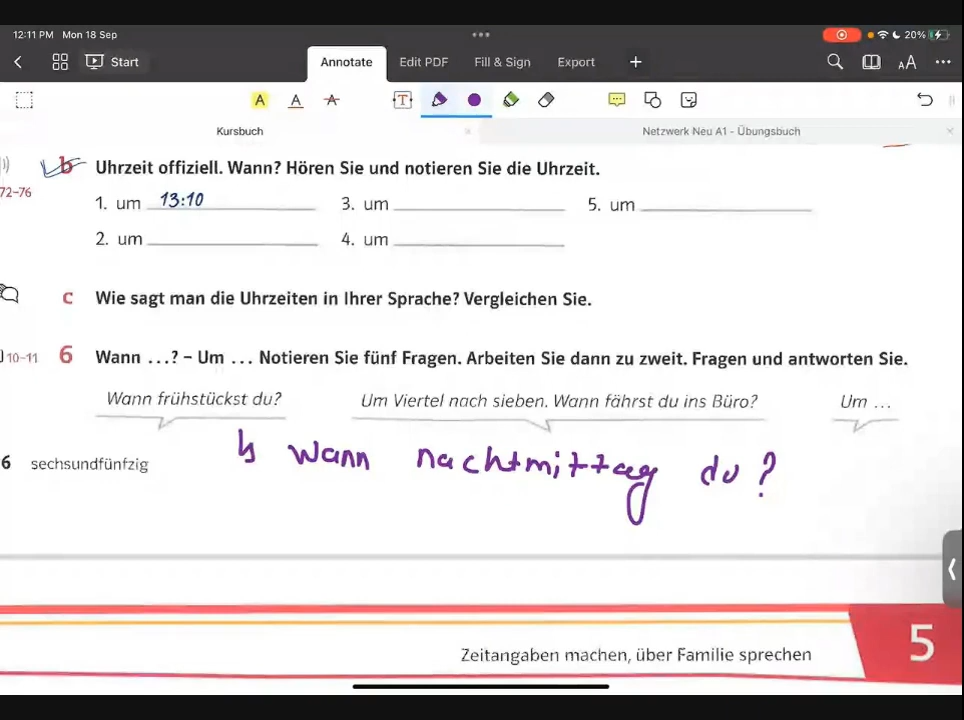 12:11 PM Mon 18 Sep
20%
Start
Annotate
Edit PDF
Fill & Sign
Export
Kursbuch
Netzwerk Neu A1 - Übungsbuch
72–76
b Uhrzeit offiziell. Wann? Hören Sie und notieren Sie die Uhrzeit.
1. um 13:10 3. um 5. um
2. um 4. um
c Wie sagt man die Uhrzeiten in Ihrer Sprache? Vergleichen Sie.
10–11 6 Wann ...? – Um ... Notieren Sie fünf Fragen. Arbeiten Sie dann zu zweit. Fragen und antworten Sie.
Wann frühstückst du? Um Viertel nach sieben. Wann fährst du ins Büro? Um ...
↳ Wann nachtmittag du?
6 sechsundfünfzig
Zeitangaben machen, über Familie sprechen 5